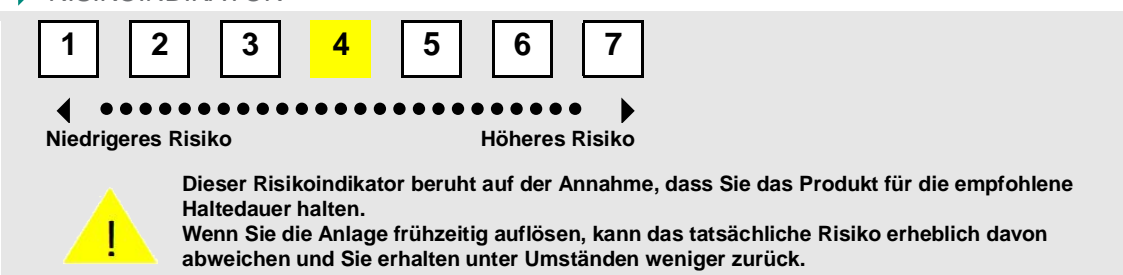 RISIKOINDIKATOR
1 2 3 4 5 6 7
Niedrigeres Risiko Höheres Risiko
Dieser Risikoindikator beruht auf der Annahme, dass Sie das Produkt für die empfohlene
Haltedauer halten.
Wenn Sie die Anlage frühzeitig auflösen, kann das tatsächliche Risiko erheblich davon
abweichen und Sie erhalten unter Umständen weniger zurück.
!